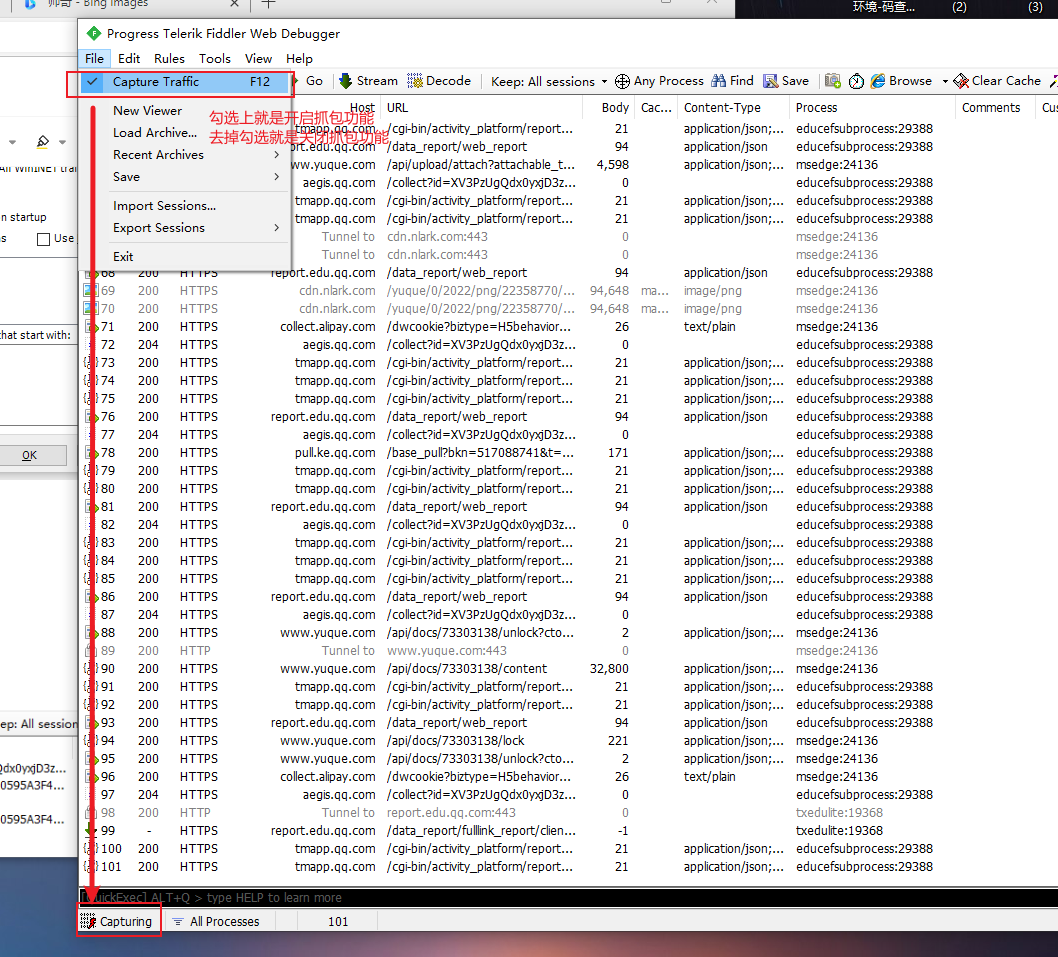 帅哥 - Bing Images
环境-码查... (2) (3)
Progress Telerik Fiddler Web Debugger
File Edit Rules Tools View Help
Capture Traffic F12 Go Stream Decode Keep: All sessions Any Process Find Save Browse Clear Cache
Host URL Body Cac... Content-Type Process Comments Cus
New Viewer
勾选上就是开启抓包功能
tmapp.qq.com /cgi-bin/activity_platform/report... 21 application/json;... educefsubprocess:29388
Load Archive...
去掉勾选就是关闭抓包功能
/data_report/web_report 94 application/json educefsubprocess:29388
Recent Archives
ww.yuque.com /api/upload/attach?attachable_t... 4,598 application/json;... msedge:24136
Save
aegis.qq.com /collect?id=XV3PzUgQdx0yxjD3z... 0 educefsubprocess:29388
tmapp.qq.com /cgi-bin/activity_platform/report... 21 application/json;... educefsubprocess:29388
Import Sessions...
tmapp.qq.com /cgi-bin/activity_platform/report... 21 application/json;... educefsubprocess:29388
Export Sessions
Tunnel to cdn.nlark.com:443 0 msedge:24136
Tunnel to cdn.nlark.com:443 0 msedge:24136
Exit
68 200 HTTPS report.edu.qq.com /data_report/web_report 94 application/json educefsubprocess:29388
69 200 HTTPS cdn.nlark.com /yuque/0/2022/png/22358770/... 94,648 ma... image/png msedge:24136
70 200 HTTPS cdn.nlark.com /yuque/0/2022/png/22358770/... 94,648 ma... image/png msedge:24136
71 200 HTTPS collect.alipay.com /dwcookie?biztype=H5behavior... 26 text/plain msedge:24136
72 204 HTTPS aegis.qq.com /collect?id=XV3PzUgQdx0yxjD3z... 0 educefsubprocess:29388
73 200 HTTPS tmapp.qq.com /cgi-bin/activity_platform/report... 21 application/json;... educefsubprocess:29388
74 200 HTTPS tmapp.qq.com /cgi-bin/activity_platform/report... 21 application/json;... educefsubprocess:29388
75 200 HTTPS tmapp.qq.com /cgi-bin/activity_platform/report... 21 application/json;... educefsubprocess:29388
76 200 HTTPS report.edu.qq.com /data_report/web_report 94 application/json educefsubprocess:29388
77 204 HTTPS aegis.qq.com /collect?id=XV3PzUgQdx0yxjD3z... 0 educefsubprocess:29388
78 200 HTTPS pull.ke.qq.com /base_pull?bkn=517088741&t=... 171 application/json;... educefsubprocess:29388
79 200 HTTPS tmapp.qq.com /cgi-bin/activity_platform/report... 21 application/json;... educefsubprocess:29388
80 200 HTTPS tmapp.qq.com /cgi-bin/activity_platform/report... 21 application/json;... educefsubprocess:29388
81 200 HTTPS report.edu.qq.com /data_report/web_report 94 application/json educefsubprocess:29388
82 204 HTTPS aegis.qq.com /collect?id=XV3PzUgQdx0yxjD3z... 0 educefsubprocess:29388
83 200 HTTPS tmapp.qq.com /cgi-bin/activity_platform/report... 21 application/json;... educefsubprocess:29388
84 200 HTTPS tmapp.qq.com /cgi-bin/activity_platform/report... 21 application/json;... educefsubprocess:29388
85 200 HTTPS tmapp.qq.com /cgi-bin/activity_platform/report... 21 application/json;... educefsubprocess:29388
86 200 HTTPS report.edu.qq.com /data_report/web_report 94 application/json educefsubprocess:29388
87 204 HTTPS aegis.qq.com /collect?id=XV3PzUgQdx0yxjD3z... 0 educefsubprocess:29388
88 200 HTTPS www.yuque.com /api/docs/73303138/unlock?cto... 2 application/json;... msedge:24136
89 200 HTTP Tunnel to www.yuque.com:443 0 msedge:24136
90 200 HTTPS www.yuque.com /api/docs/73303138/content 32,800 application/json;... msedge:24136
91 200 HTTPS tmapp.qq.com /cgi-bin/activity_platform/report... 21 application/json;... educefsubprocess:29388
92 200 HTTPS tmapp.qq.com /cgi-bin/activity_platform/report... 21 application/json;... educefsubprocess:29388
93 200 HTTPS report.edu.qq.com /data_report/web_report 94 application/json educefsubprocess:29388
94 200 HTTPS www.yuque.com /api/docs/73303138/lock 221 application/json;... msedge:24136
95 200 HTTPS www.yuque.com /api/docs/73303138/unlock?cto... 2 application/json;... msedge:24136
96 200 HTTPS collect.alipay.com /dwcookie?biztype=H5behavior... 26 text/plain msedge:24136
97 204 HTTPS aegis.qq.com /collect?id=XV3PzUgQdx0yxjD3z... 0 educefsubprocess:29388
98 200 HTTP Tunnel to report.edu.qq.com:443 0 txedulite:19368
99 - HTTPS report.edu.qq.com /data_report/fulllink_report/clien... -1 txedulite:19368
100 200 HTTPS tmapp.qq.com /cgi-bin/activity_platform/report... 21 application/json;... educefsubprocess:29388
101 200 HTTPS tmapp.qq.com /cgi-bin/activity_platform/report... 21 application/json;... educefsubprocess:29388
[QuickExec] ALT+Q > type HELP to learn more
Capturing All Processes 101
n startup
Use
that start with:
OK
ep: All session
Qdx0yxjD3z...
0595A3F4...
0595A3F4...